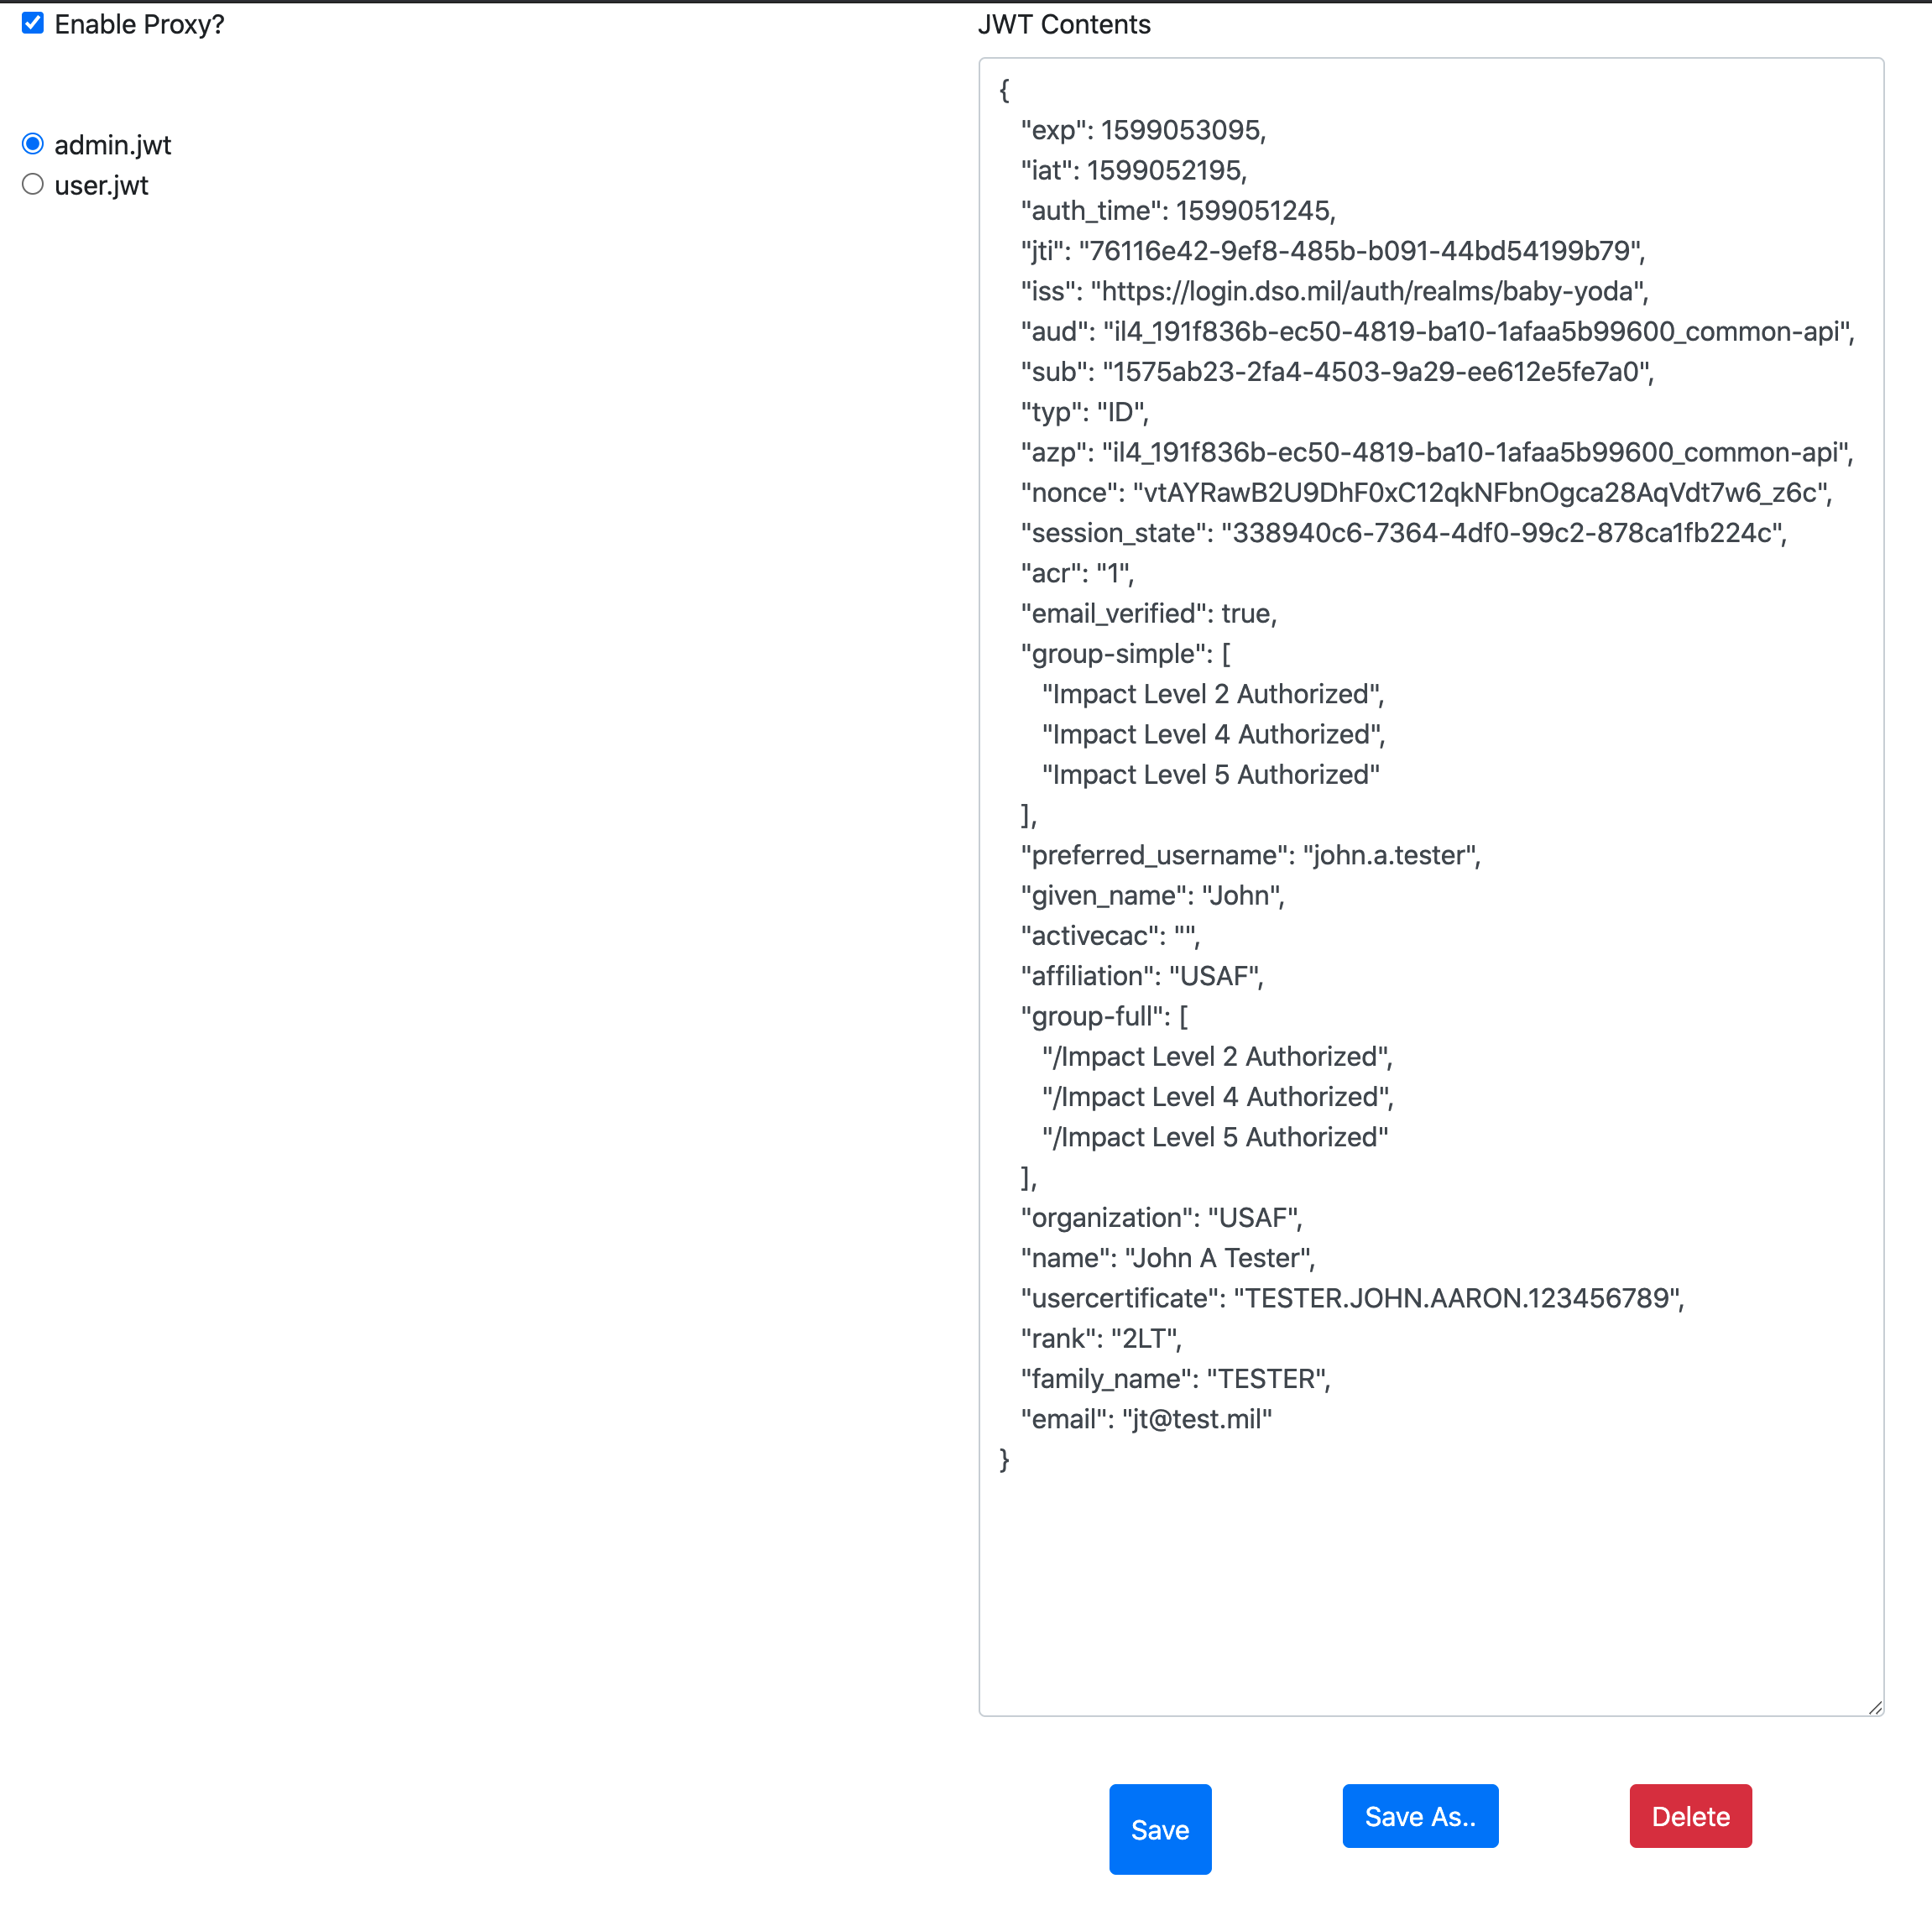 Enable Proxy?
admin.jwt
user.jwt
JWT Contents
{
"exp": 1599053095,
"iat": 1599052195,
"auth_time": 1599051245,
"jti": "76116e42-9ef8-485b-b091-44bd54199b79",
"iss": "https://login.dso.mil/auth/realms/baby-yoda",
"aud": "il4_191f836b-ec50-4819-ba10-1afaa5b99600_common-api",
"sub": "1575ab23-2fa4-4503-9a29-ee612e5fe7a0",
"typ": "ID",
"azp": "il4_191f836b-ec50-4819-ba10-1afaa5b99600_common-api",
"nonce": "vtAYRawB2U9DhF0xC12qkNFbnOgca28AqVdt7w6_z6c",
"session_state": "338940c6-7364-4df0-99c2-878ca1fb224c",
"acr": "1",
"email_verified": true,
"group-simple": [
"Impact Level 2 Authorized",
"Impact Level 4 Authorized",
"Impact Level 5 Authorized"
],
"preferred_username": "john.a.tester",
"given_name": "John",
"activecac": "",
"affiliation": "USAF",
"group-full": [
"/Impact Level 2 Authorized",
"/Impact Level 4 Authorized",
"/Impact Level 5 Authorized"
],
"organization": "USAF",
"name": "John A Tester",
"usercertificate": "TESTER.JOHN.AARON.123456789",
"rank": "2LT",
"family_name": "TESTER",
"email": "jt@test.mil"
}
Save
Save As..
Delete